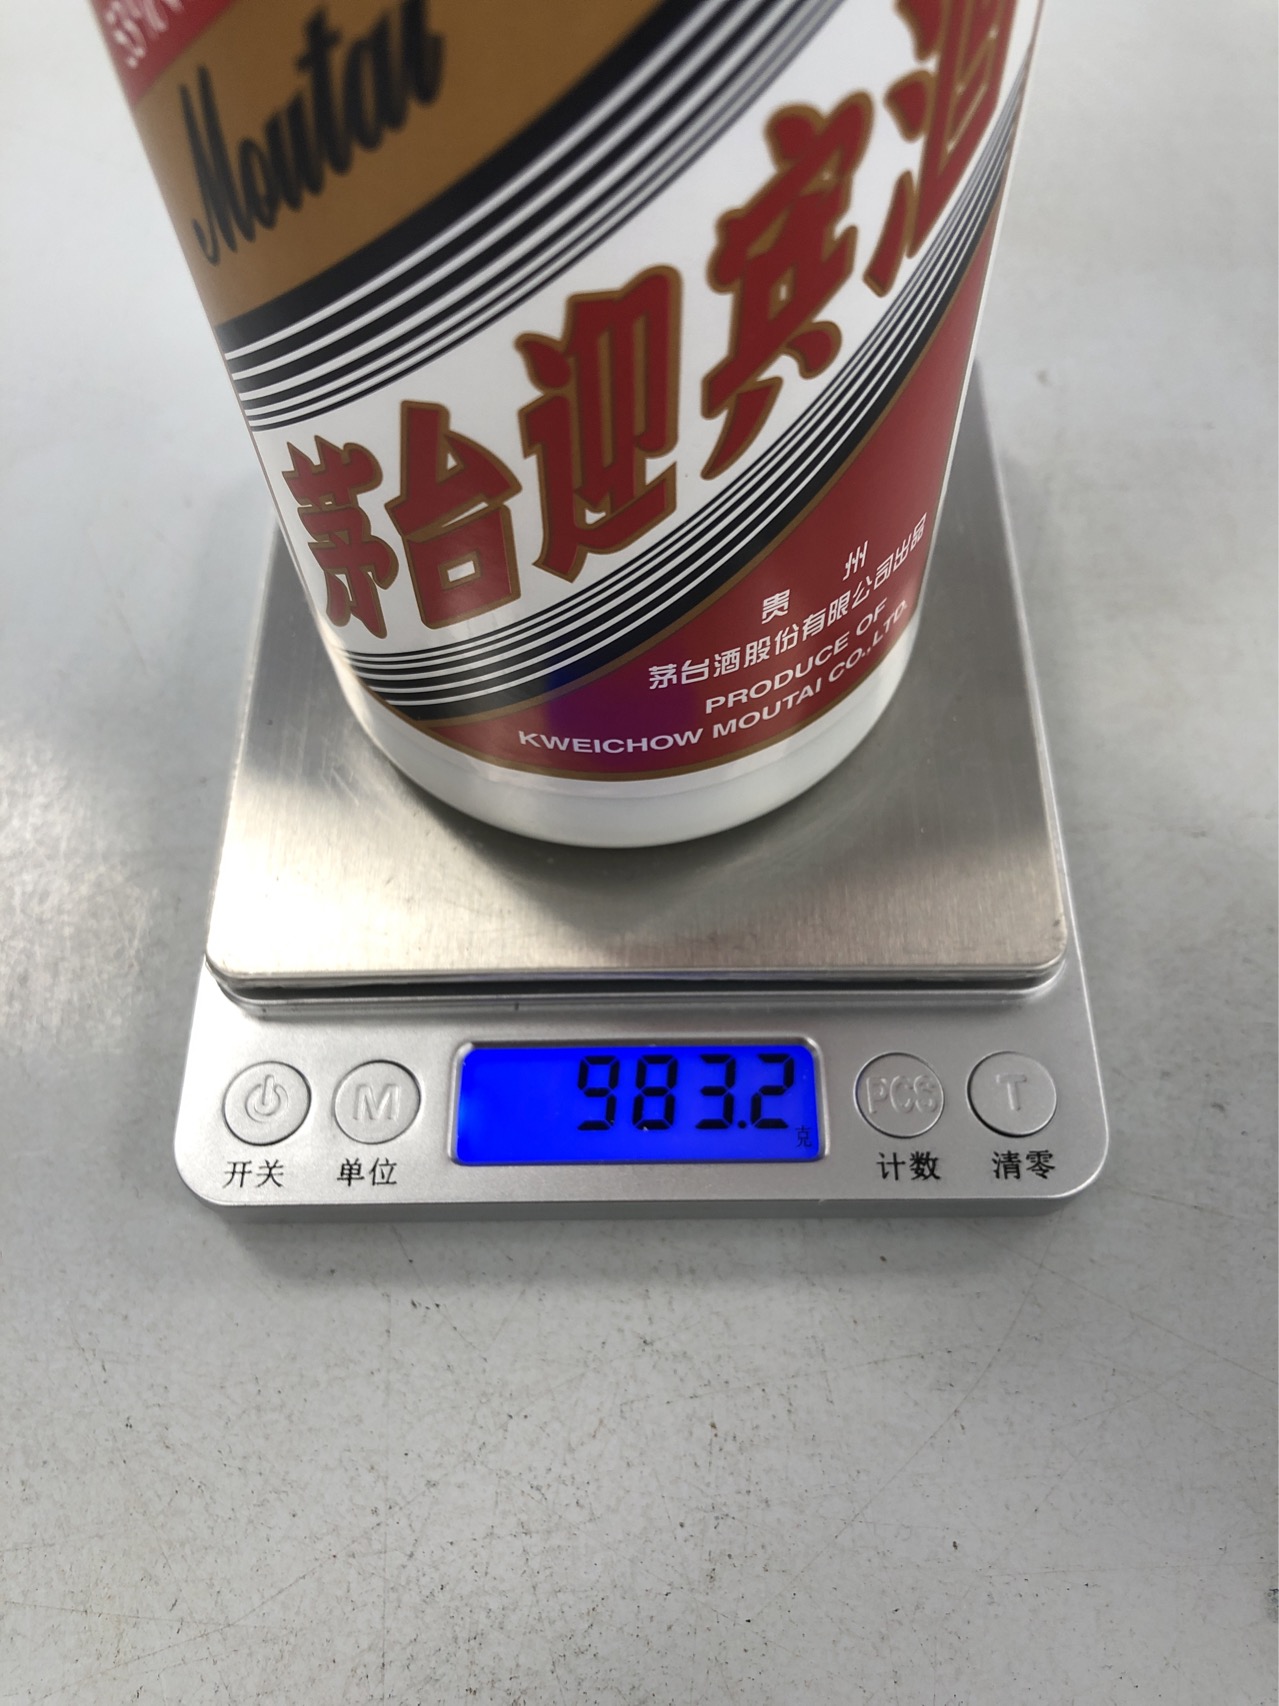 53%
Moutai
茅台迎宾酒
贵州
茅台酒股份有限公司出品
PRODUCE OF
KWEICHOW MOUTAI CO.,LTD.
983.2
克
M
PCS
T
开关
单位
计数
清零